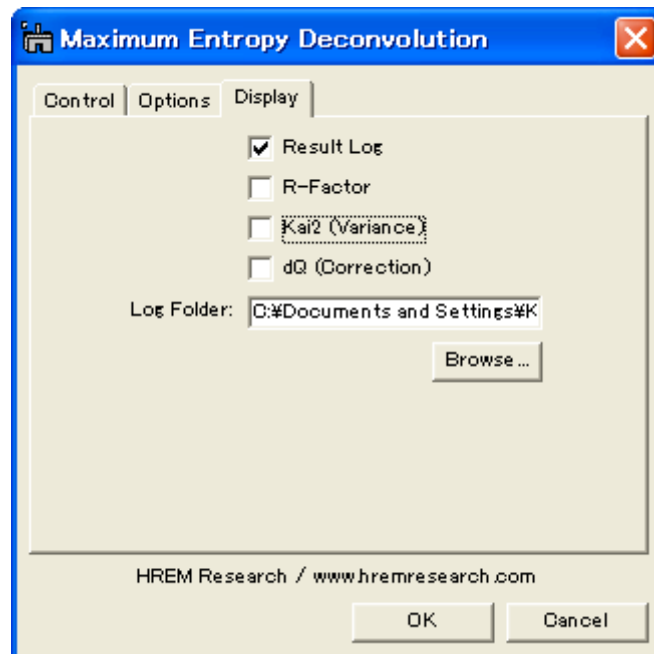 Maximum Entropy Deconvolution
Control Options Display
Result Log
R-Factor
Kai2 (Variance)
dQ (Correction)
Log Folder: C:¥Documents and Settings¥K
Browse...
HREM Research / www.hremresearch.com
OK Cancel